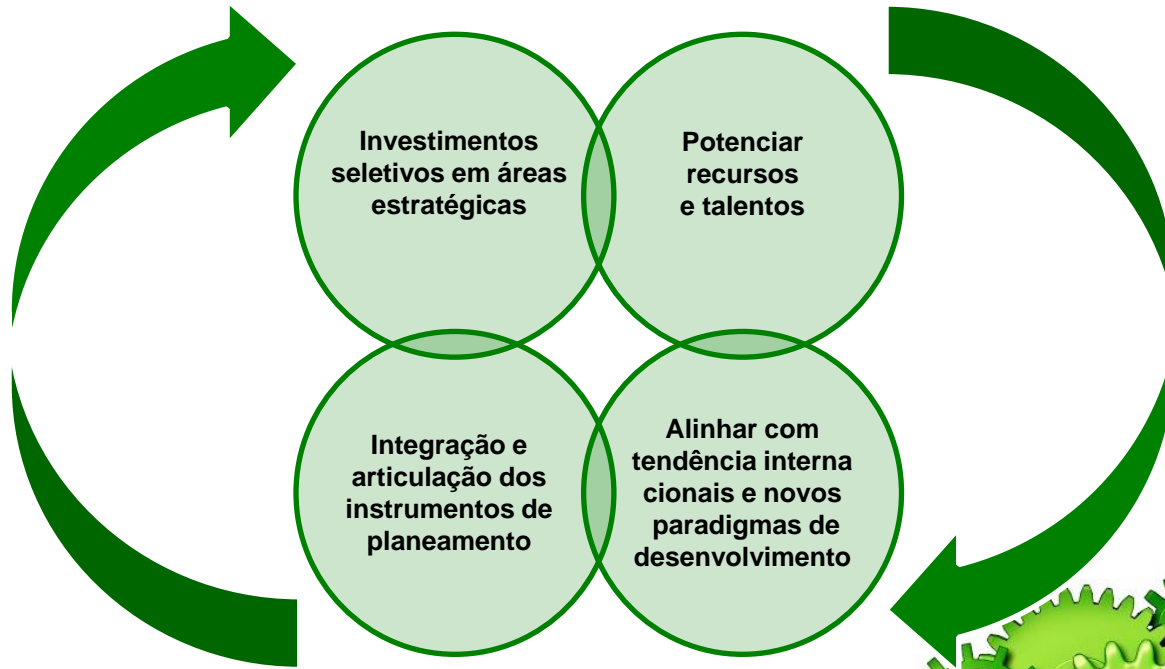 Investimentos
seletivos em áreas
estratégicas
Potenciar
recursos
e talentos
Integração e
articulação dos
instrumentos de
planeamento
Alinhar com
tendência interna
cionais e novos
paradigmas de
desenvolvimento